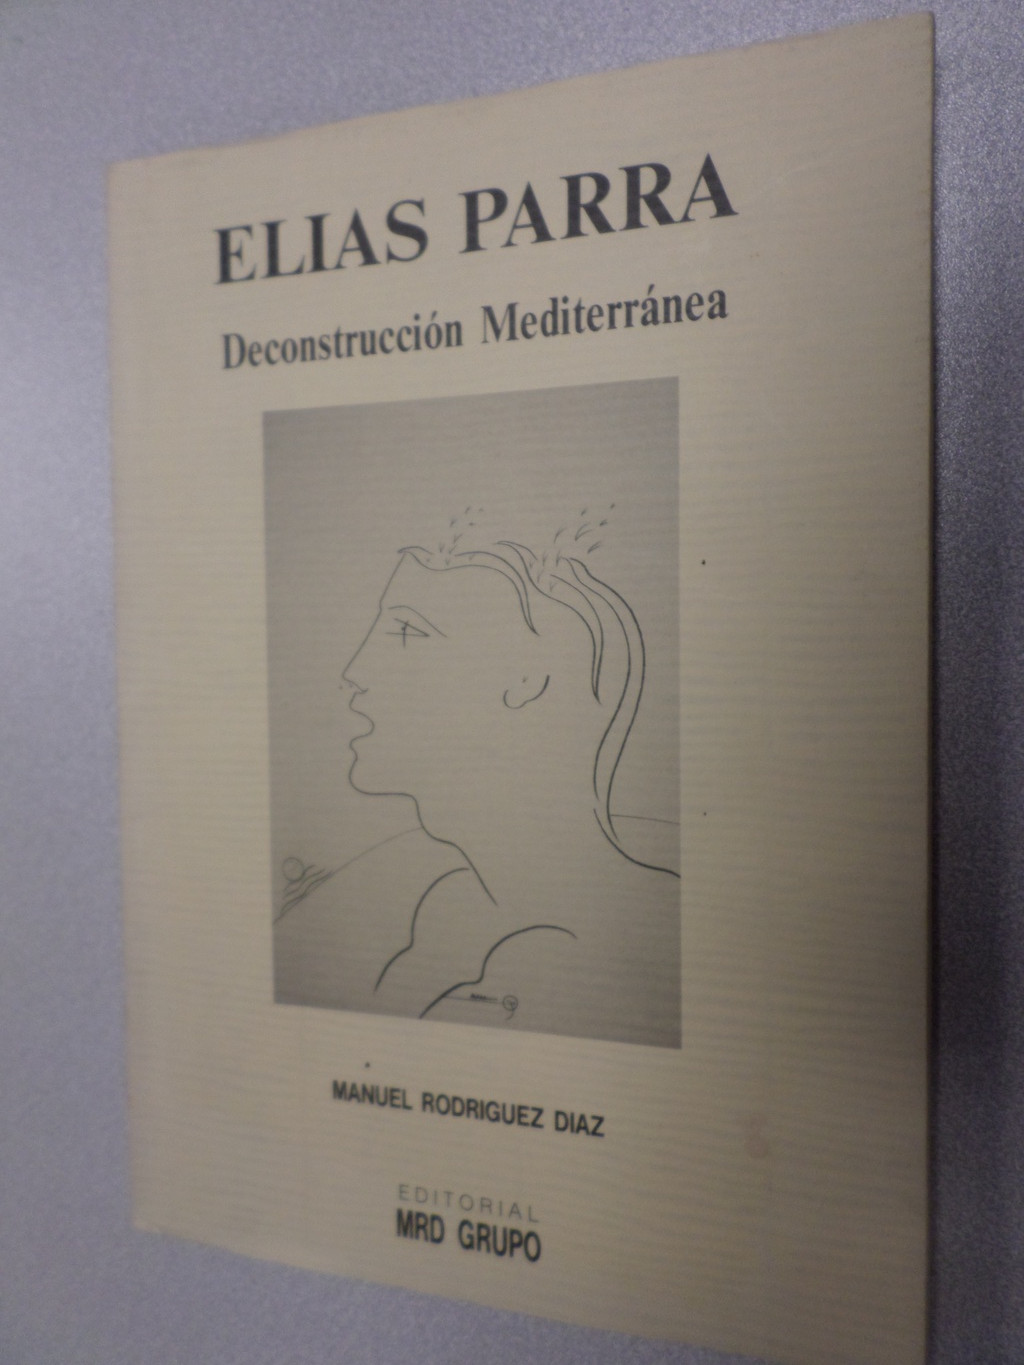 ELIAS PARRA
Deconstrucción Mediterránea
MANUEL RODRIGUEZ DIAZ
EDITORIAL
MRD GRUPO